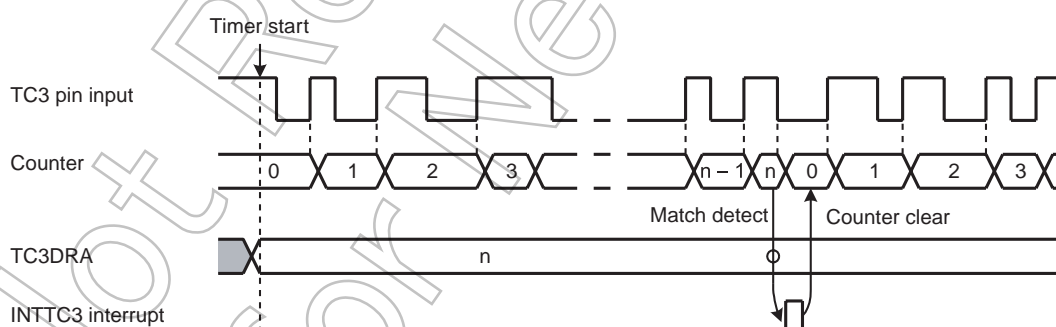 Timer start
TC3 pin input
Counter
0 1 2 3 n – 1 n 0 1 2 3
Match detect
Counter clear
TC3DRA
n
INTTC3 interrupt